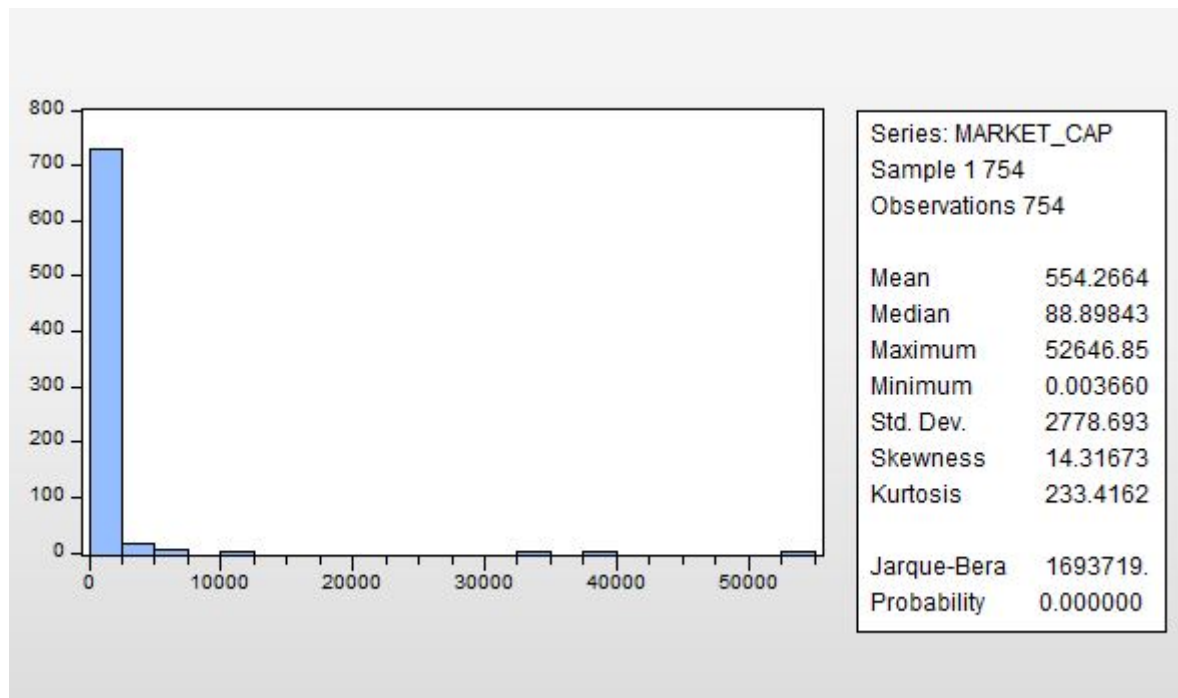 800
700
600
500
400
300
200
100
0
0 10000 20000 30000 40000 50000
Series: MARKET_CAP
Sample 1 754
Observations 754
Mean 554.2664
Median 88.89843
Maximum 52646.85
Minimum 0.003660
Std. Dev. 2778.693
Skewness 14.31673
Kurtosis 233.4162
Jarque-Bera 1693719.
Probability 0.000000